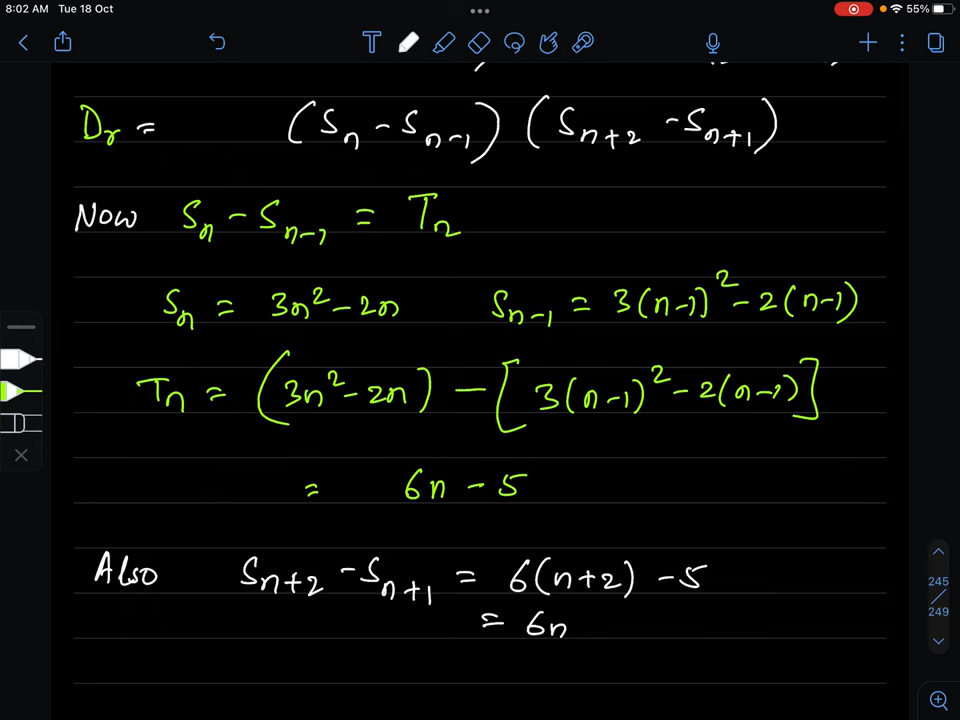 8:02 AM Tue 18 Oct
55%
Dr = (Sn - Sn-1) (Sn+2 - Sn+1)
Now Sn - Sn-1 = Tn
Sn = 3n² - 2n Sn-1 = 3(n-1)² - 2(n-1)
Tn = (3n² - 2n) - [3(n-1)² - 2(n-1)]
= 6n - 5
Also Sn+2 - Sn+1 = 6(n+2) - 5
= 6n
245
/
249